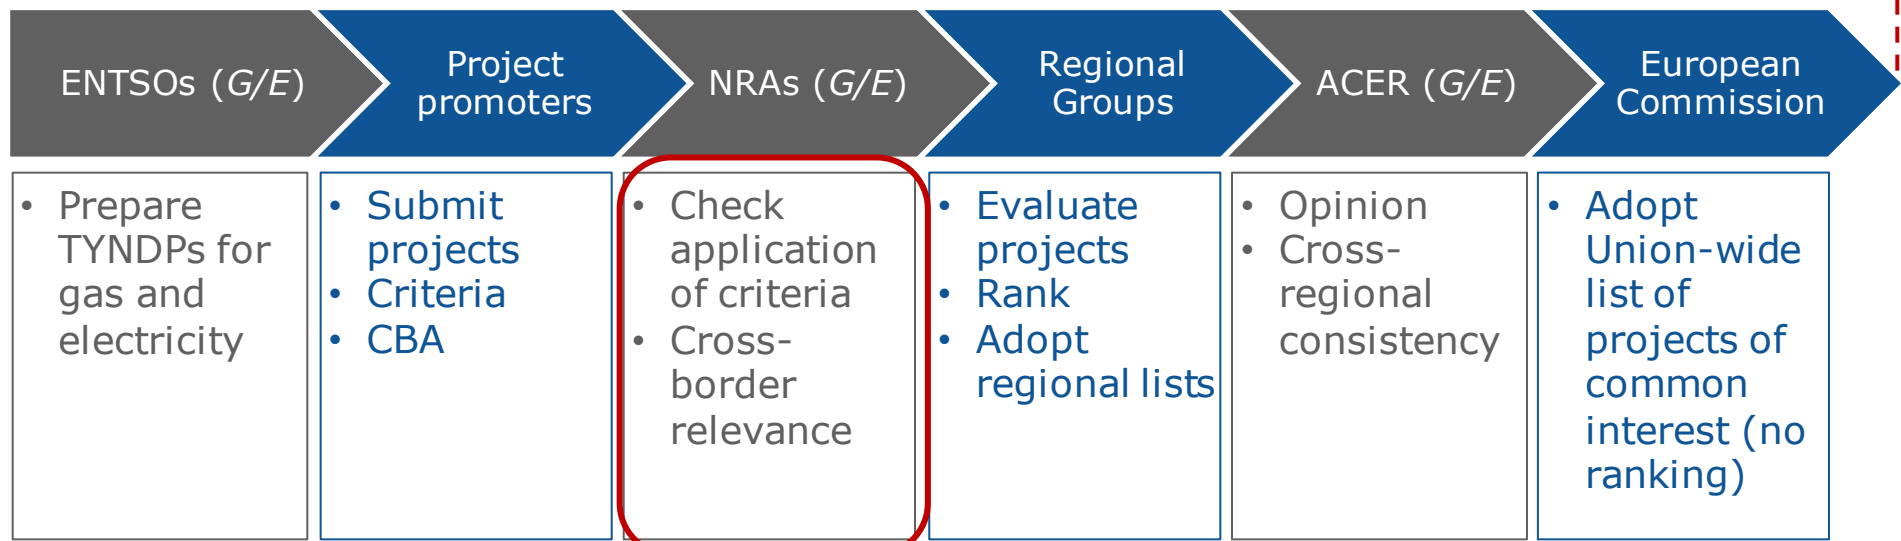 ENTSOs (G/E)
Project
promoters
NRAs (G/E)
Regional
Groups
ACER (G/E)
European
Commission
• Prepare
TYNDPs for
gas and
electricity
• Submit
projects
• Criteria
• CBA
• Check
application
of criteria
• Cross-
border
relevance
• Evaluate
projects
• Rank
• Adopt
regional lists
• Opinion
• Cross-
regional
consistency
• Adopt
Union-wide
list of
projects of
common
interest (no
ranking)